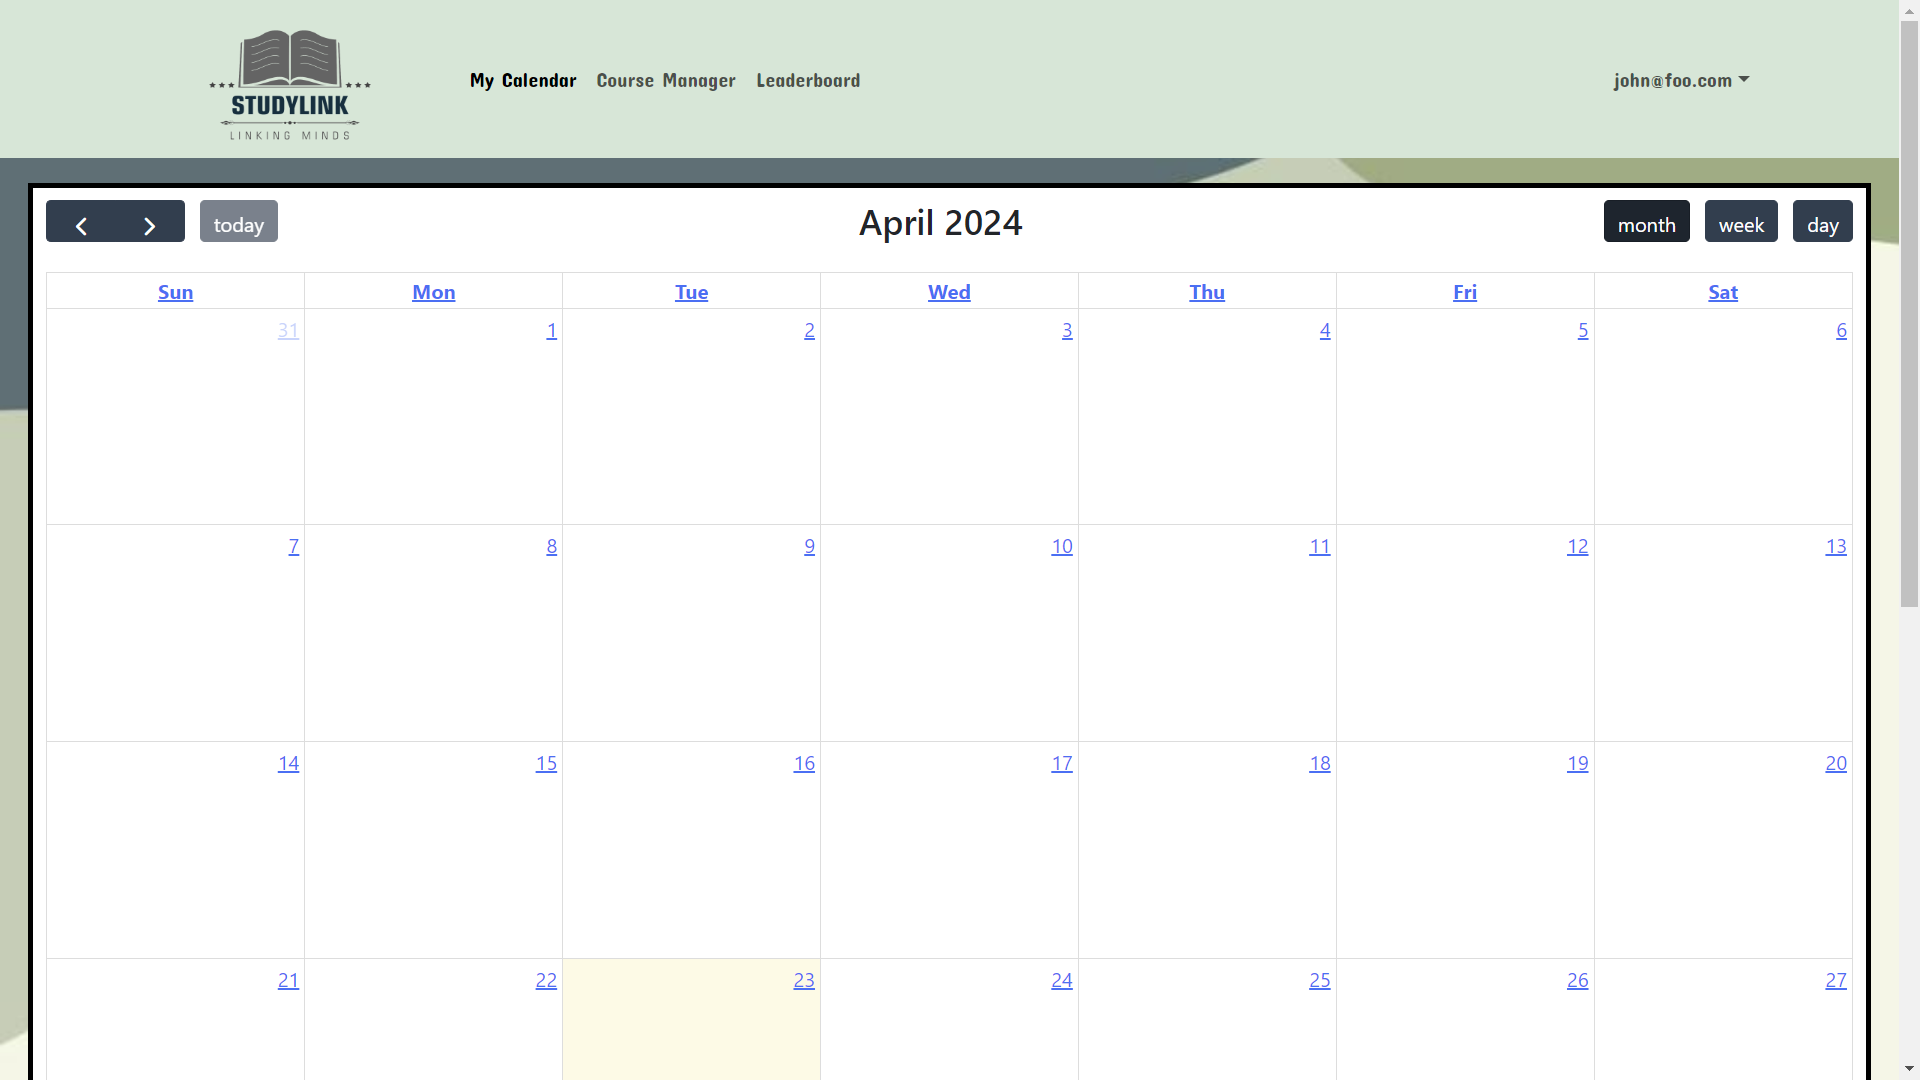 STUDYLINK
LINKING MINDS
My Calendar Course Manager Leaderboard
john@foo.com
today
April 2024
month week day
Sun Mon Tue Wed Thu Fri Sat
31 1 2 3 4 5 6
7 8 9 10 11 12 13
14 15 16 17 18 19 20
21 22 23 24 25 26 27